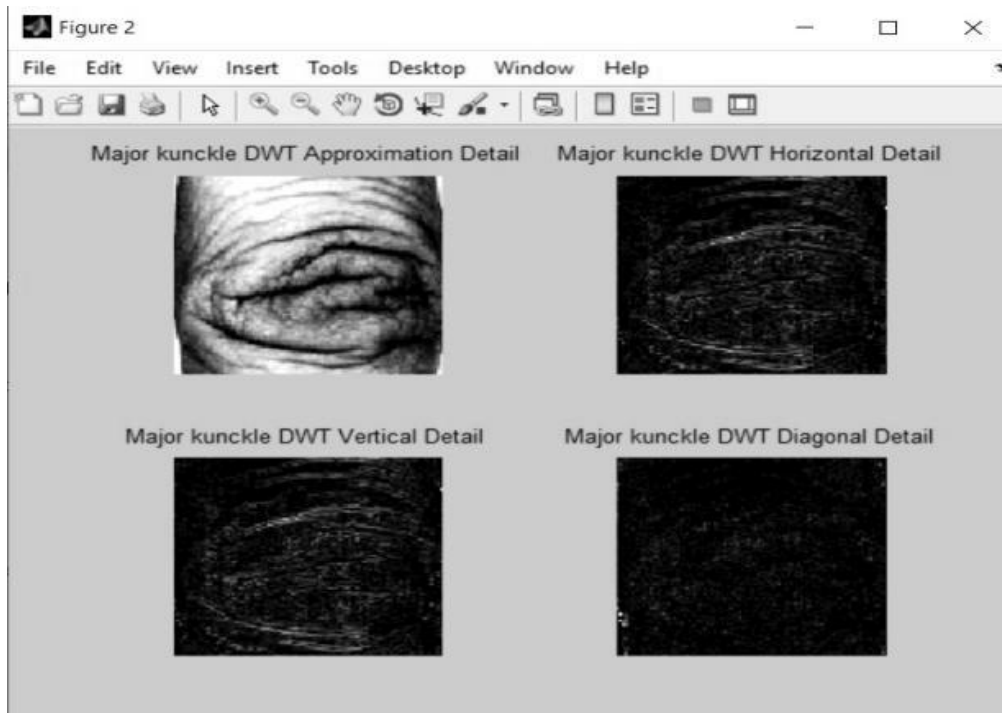 Figure 2
File Edit View Insert Tools Desktop Window Help
Major kunckle DWT Approximation Detail
Major kunckle DWT Horizontal Detail
Major kunckle DWT Vertical Detail
Major kunckle DWT Diagonal Detail